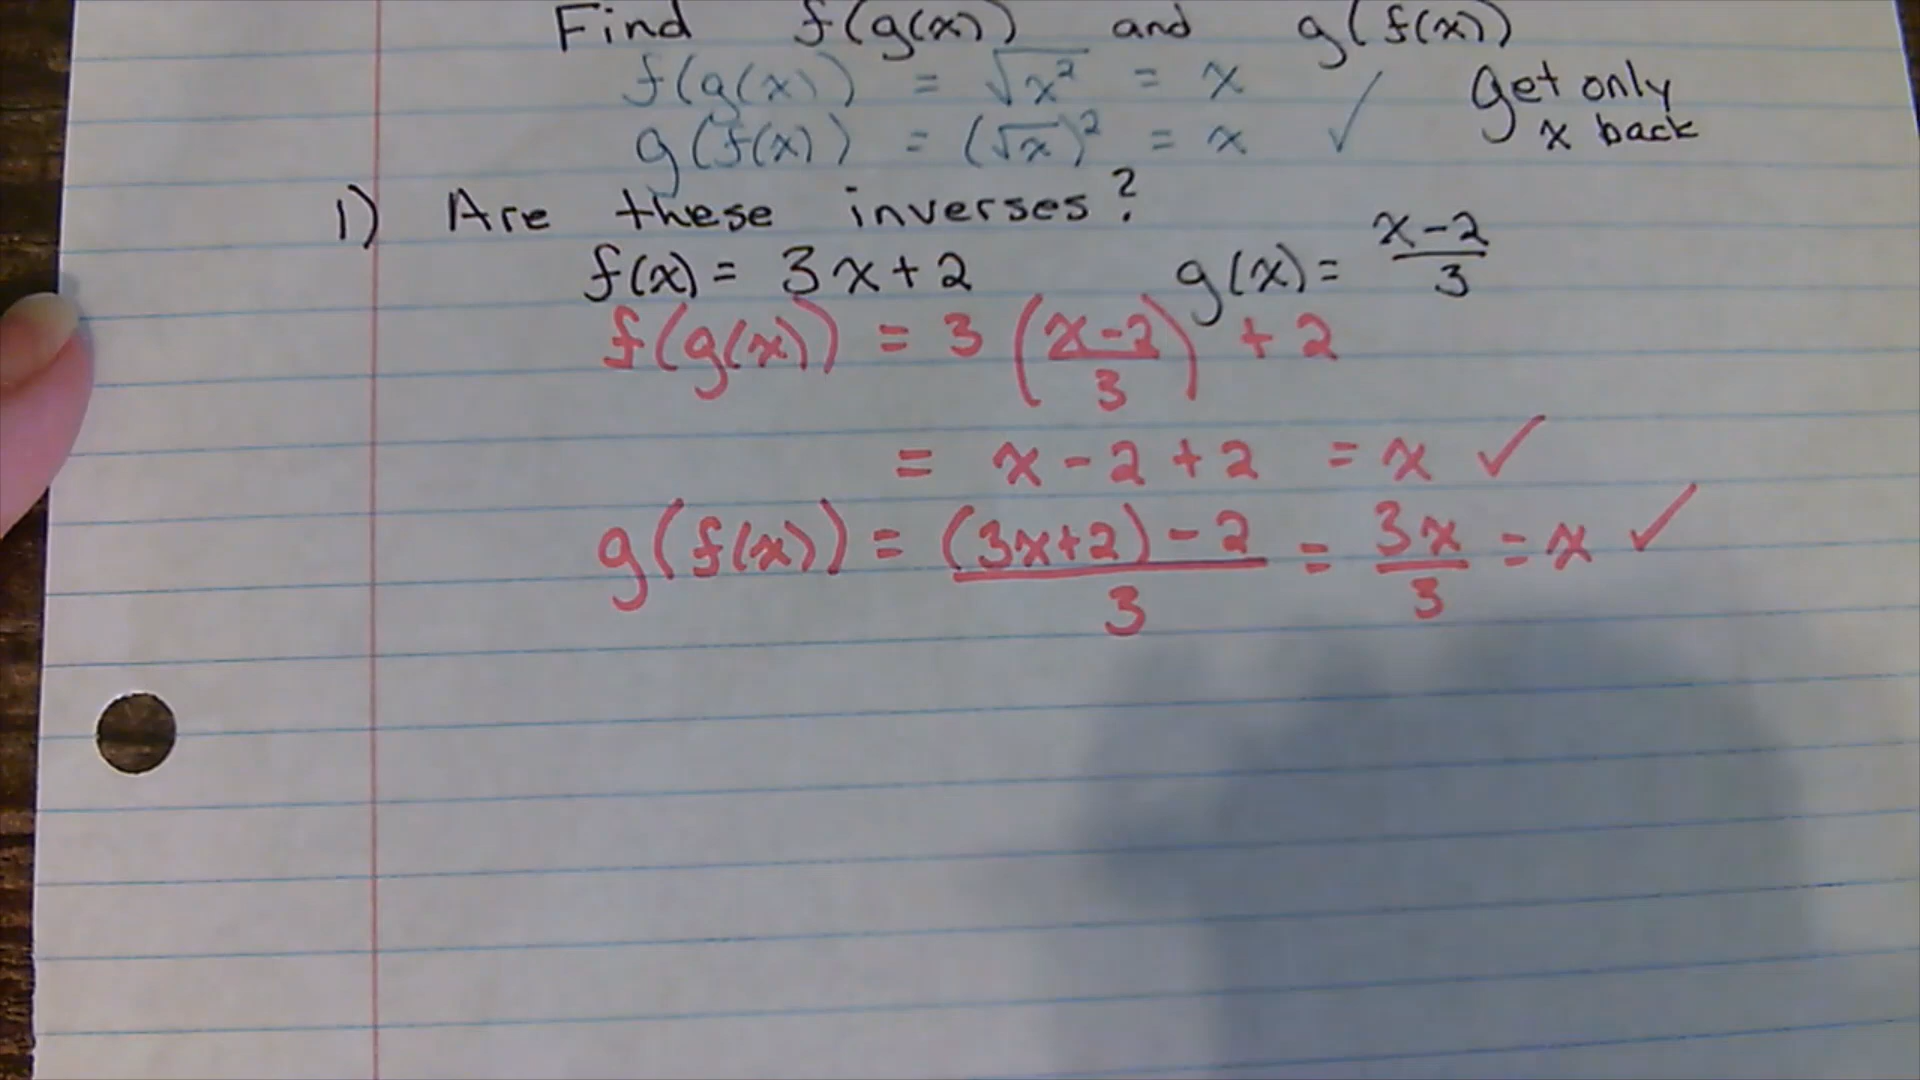 Find f(g(x)) and g(f(x))
f(g(x)) = √x² = x
g(f(x)) = (√x)² = x ✓ Get only x back
1) Are these inverses?
f(x) = 3x+2 g(x) = (x-2)/3
f(g(x)) = 3((x-2)/3) + 2
= x - 2 + 2 = x ✓
g(f(x)) = ((3x+2) - 2)/3 = 3x/3 = x ✓